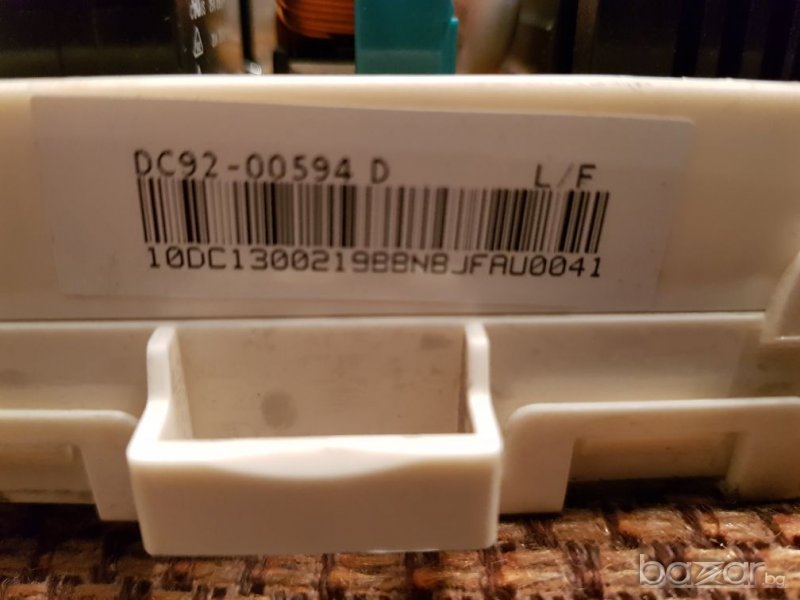 DC92-00594 D L/F
10DC1300219BBN8JFAU0041
bazar.bg